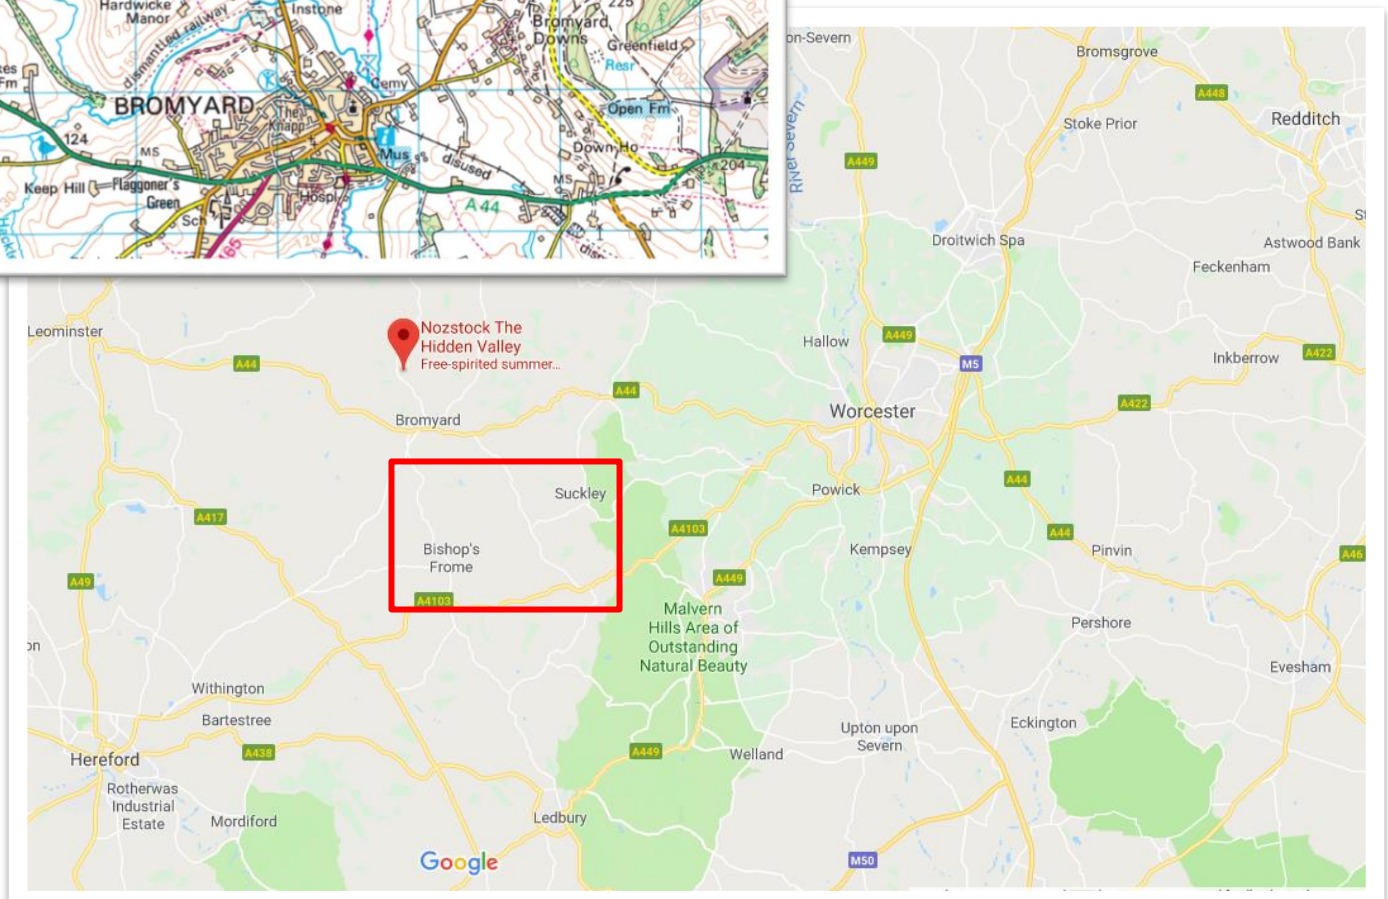 Hardwicke
Manor
Instone
dismantled railway
Bromyard
Downs
225
Greenfield
Resr
Fm
BROMYARD
The
Knapp
Cemy
Open Fm
124
MS
Mus
disused
Down Ho
204
Keep Hill
Flaggoner's
Green
Hospl
MS
A 44
Sch
River Severn
on-Severn
Bromsgrove
A448
Stoke Prior
Redditch
A449
Droitwich Spa
Astwood Bank
Feckenham
Leominster
Nozstock The
Hidden Valley
Free-spirited summer...
A44
Hallow
A449
M5
Inkberrow
A422
A44
Bromyard
Worcester
A422
Suckley
Powick
A44
A417
A4103
Kempsey
A44
Pinvin
A46
Bishop's
Frome
A49
A4103
A449
Malvern
Hills Area of
Outstanding
Natural Beauty
Pershore
on
Evesham
Withington
Bartestree
Hereford
A438
A449
Welland
Upton upon
Severn
Eckington
Rotherwas
Industrial
Estate
Mordiford
Ledbury
Google
M50